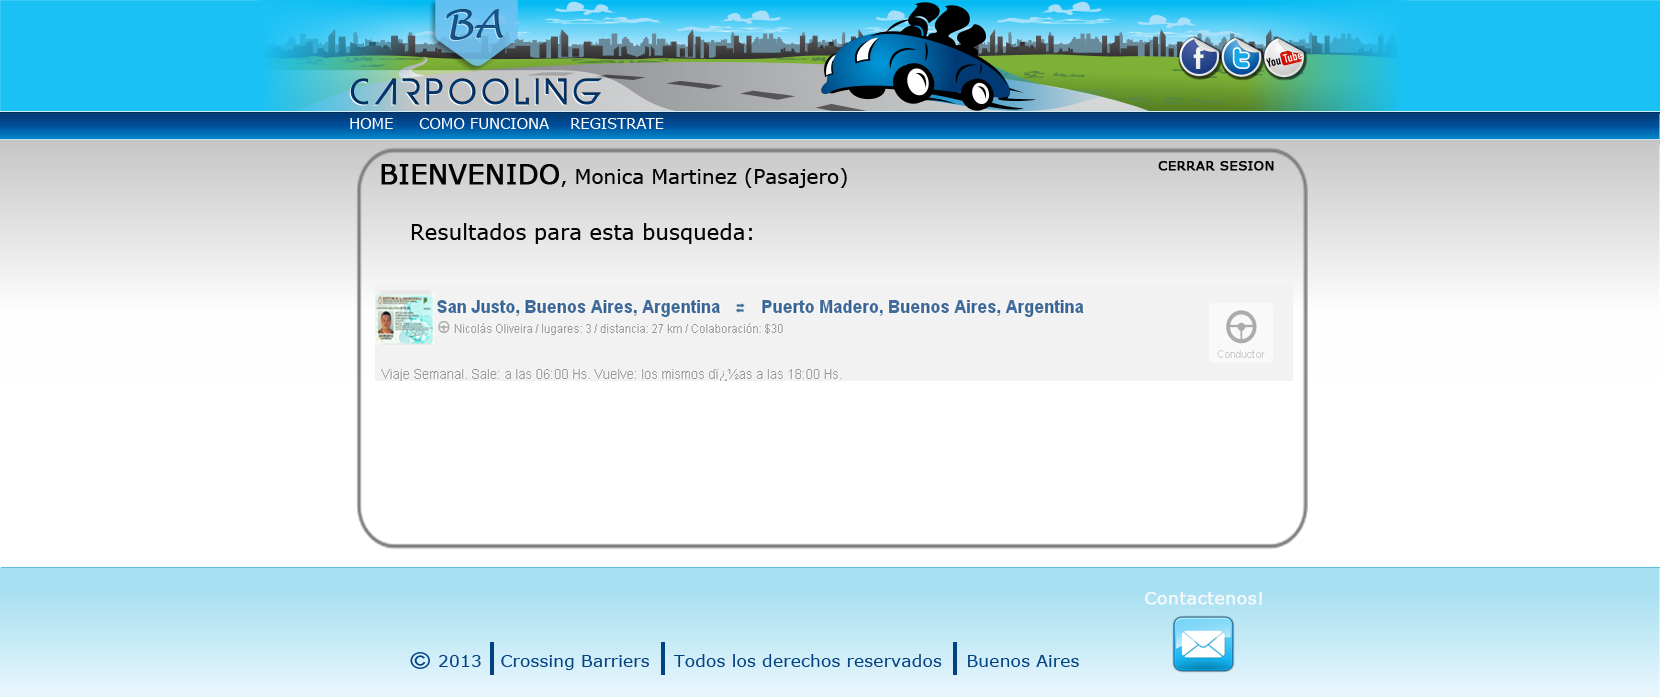 BA
CARPOOLING
f
t
You Tube
HOME COMO FUNCIONA REGISTRATE
BIENVENIDO, Monica Martinez (Pasajero)
CERRAR SESION
Resultados para esta busqueda:
San Justo, Buenos Aires, Argentina Puerto Madero, Buenos Aires, Argentina
Nicolás Oliveira / lugares: 3 / distancia: 27 km / Colaboración: $30
Conductor
Viaje Semanal. Sale: a las 06:00 Hs. Vuelve: los mismos dï¿½as a las 18:00 Hs.
Contactenos!
© 2013 Crossing Barriers Todos los derechos reservados Buenos Aires